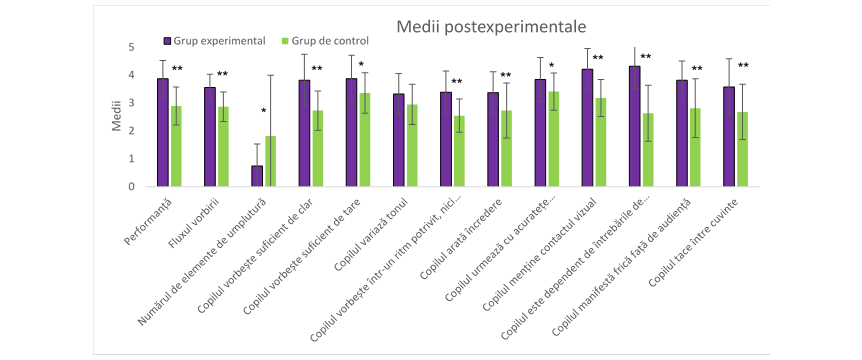 Medii postexperimentale
Grup experimental Grup de control
Medii
5
4
3
2
1
0
** ** * ** * ** ** * ** ** ** **
Performanță
Fluxul vorbirii
Numărul de elemente de umplutură
Copilul vorbește suficient de clar
Copilul vorbește suficient de tare
Copilul variază tonul
Copilul vorbește într-un ritm potrivit, nici…
Copilul arată încredere
Copilul urmează cu acuratețe…
Copilul menține contactul vizual
Copilul este dependent de întrebările de…
Copilul manifestă frică față de audiență
Copilul tace între cuvinte